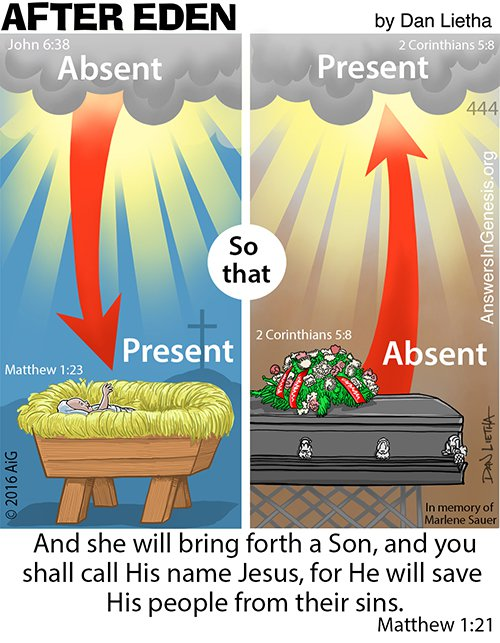 AFTER EDEN
by Dan Lietha
John 6:38
Absent
2 Corinthians 5:8
Present
444
AnswersInGenesis.org
So
that
Present
Matthew 1:23
2 Corinthians 5:8
Absent
DAN LIETHA
© 2016 AiG
In memory of
Marlene Sauer
And she will bring forth a Son, and you
shall call His name Jesus, for He will save
His people from their sins.
Matthew 1:21